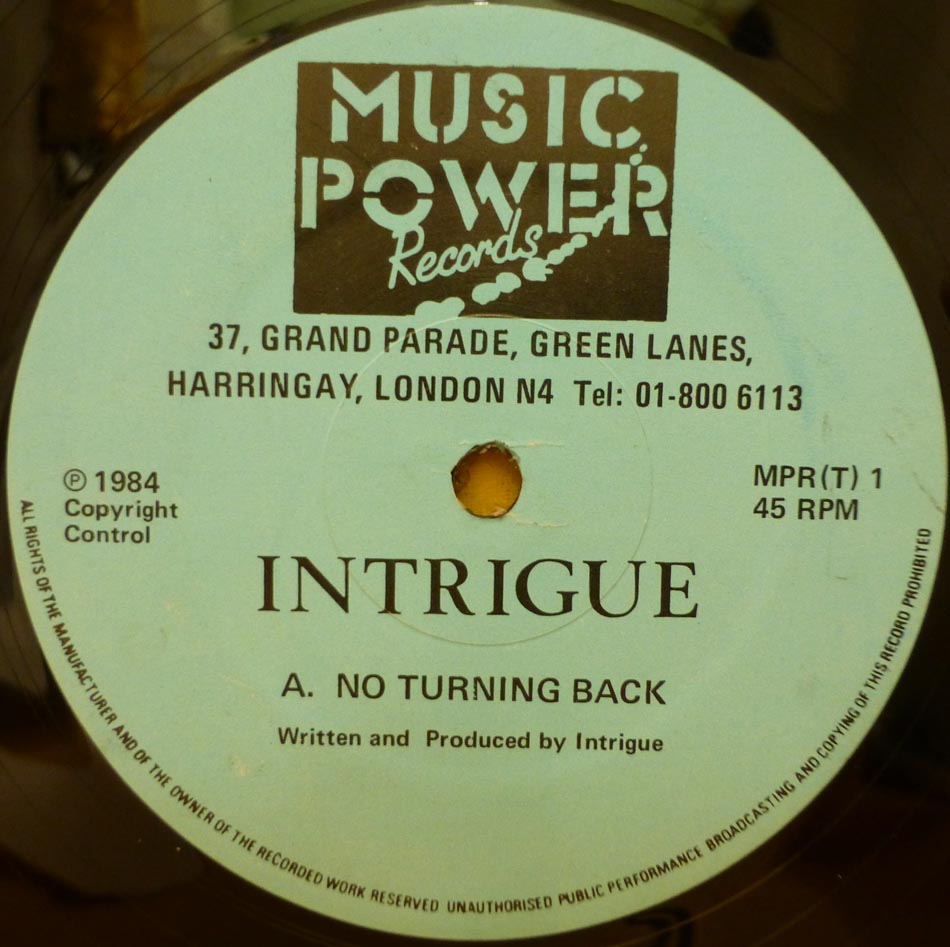 MUSIC
POWER
Records
37, GRAND PARADE, GREEN LANES,
HARRINGAY, LONDON N4 Tel: 01-800 6113
℗ 1984
Copyright
Control
MPR(T) 1
45 RPM
INTRIGUE
A. NO TURNING BACK
Written and Produced by Intrigue
ALL RIGHTS OF THE MANUFACTURER AND OF THE OWNER OF THE RECORDED WORK RESERVED UNAUTHORISED PUBLIC PERFORMANCE BROADCASTING AND COPYING OF THIS RECORD PROHIBITED